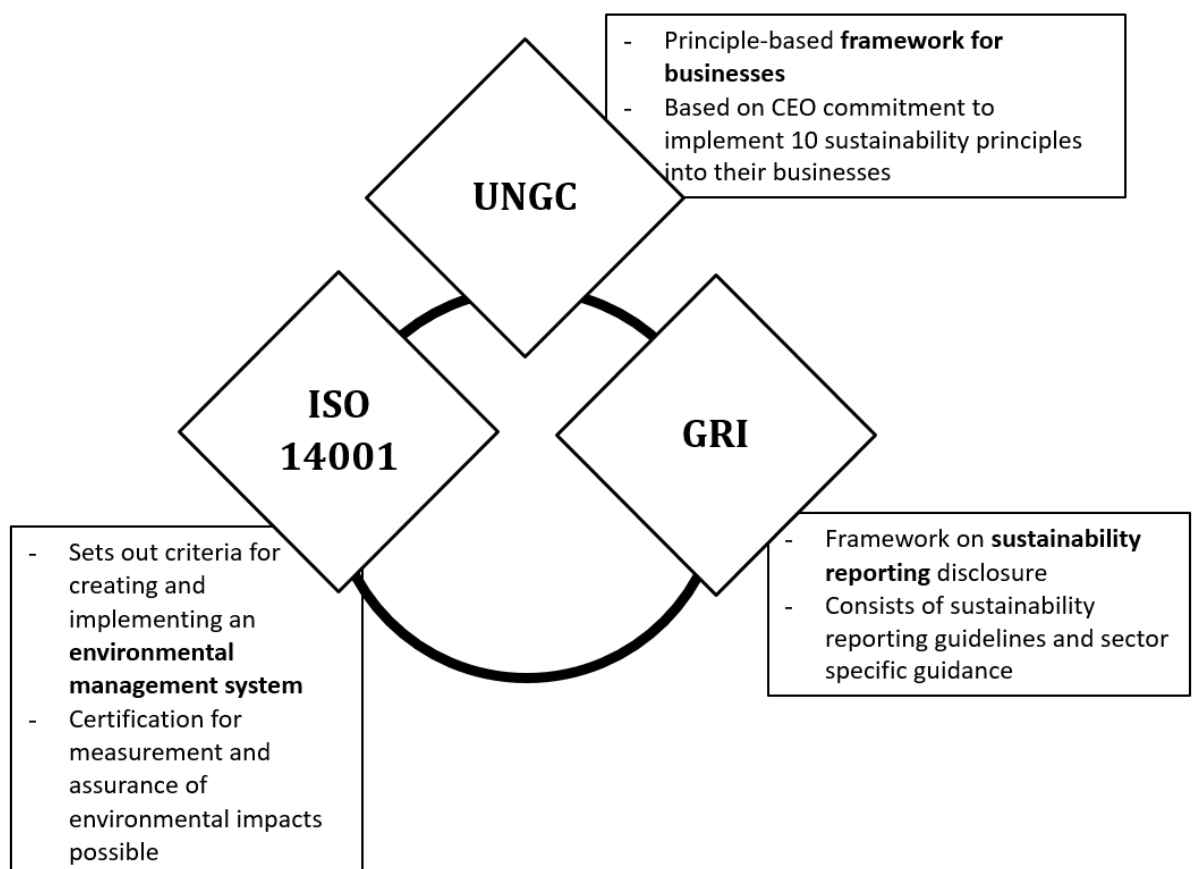 - Principle-based framework for
businesses
- Based on CEO commitment to
implement 10 sustainability principles
into their businesses
UNGC
ISO
14001
GRI
- Sets out criteria for
creating and
implementing an
environmental
management system
- Certification for
measurement and
assurance of
environmental impacts
possible
- Framework on sustainability
reporting disclosure
- Consists of sustainability
reporting guidelines and sector
specific guidance